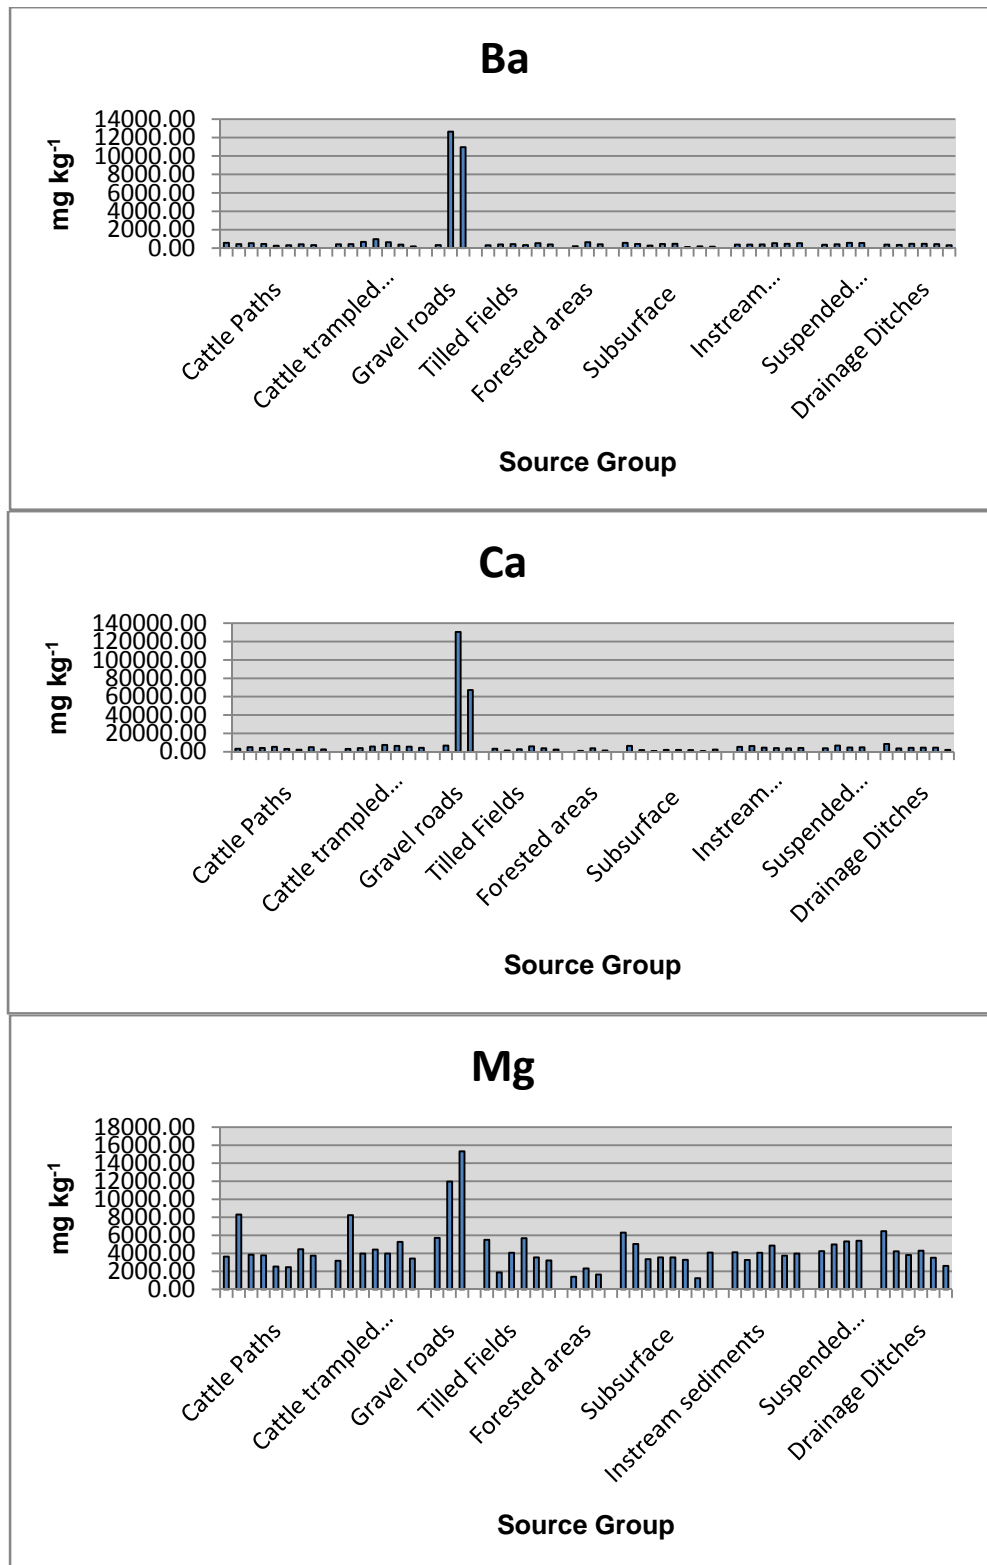 Ba
mg kg-1
14000.00
12000.00
10000.00
8000.00
6000.00
4000.00
2000.00
0.00
Cattle Paths
Cattle trampled...
Gravel roads
Tilled Fields
Forested areas
Subsurface
Instream...
Suspended...
Drainage Ditches
Source Group
Ca
mg kg-1
140000.00
120000.00
100000.00
80000.00
60000.00
40000.00
20000.00
0.00
Cattle Paths
Cattle trampled...
Gravel roads
Tilled Fields
Forested areas
Subsurface
Instream...
Suspended...
Drainage Ditches
Source Group
Mg
mg kg-1
18000.00
16000.00
14000.00
12000.00
10000.00
8000.00
6000.00
4000.00
2000.00
0.00
Cattle Paths
Cattle trampled...
Gravel roads
Tilled Fields
Forested areas
Subsurface
Instream sediments
Suspended...
Drainage Ditches
Source Group